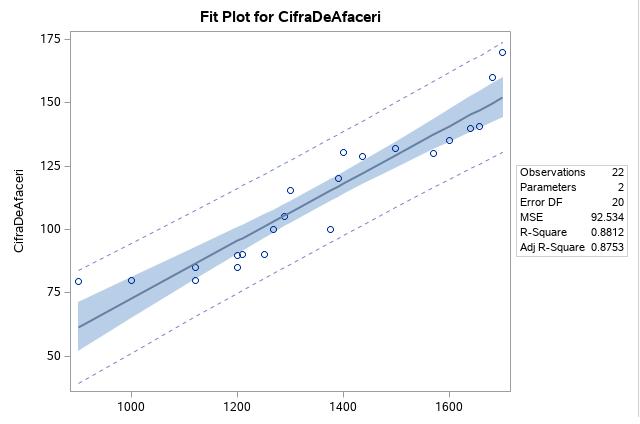 Fit Plot for CifraDeAfaceri
175
150
125
100
75
50
CifraDeAfaceri
1000
1200
1400
1600
Observations 22
Parameters 2
Error DF 20
MSE 92.534
R-Square 0.8812
Adj R-Square 0.8753